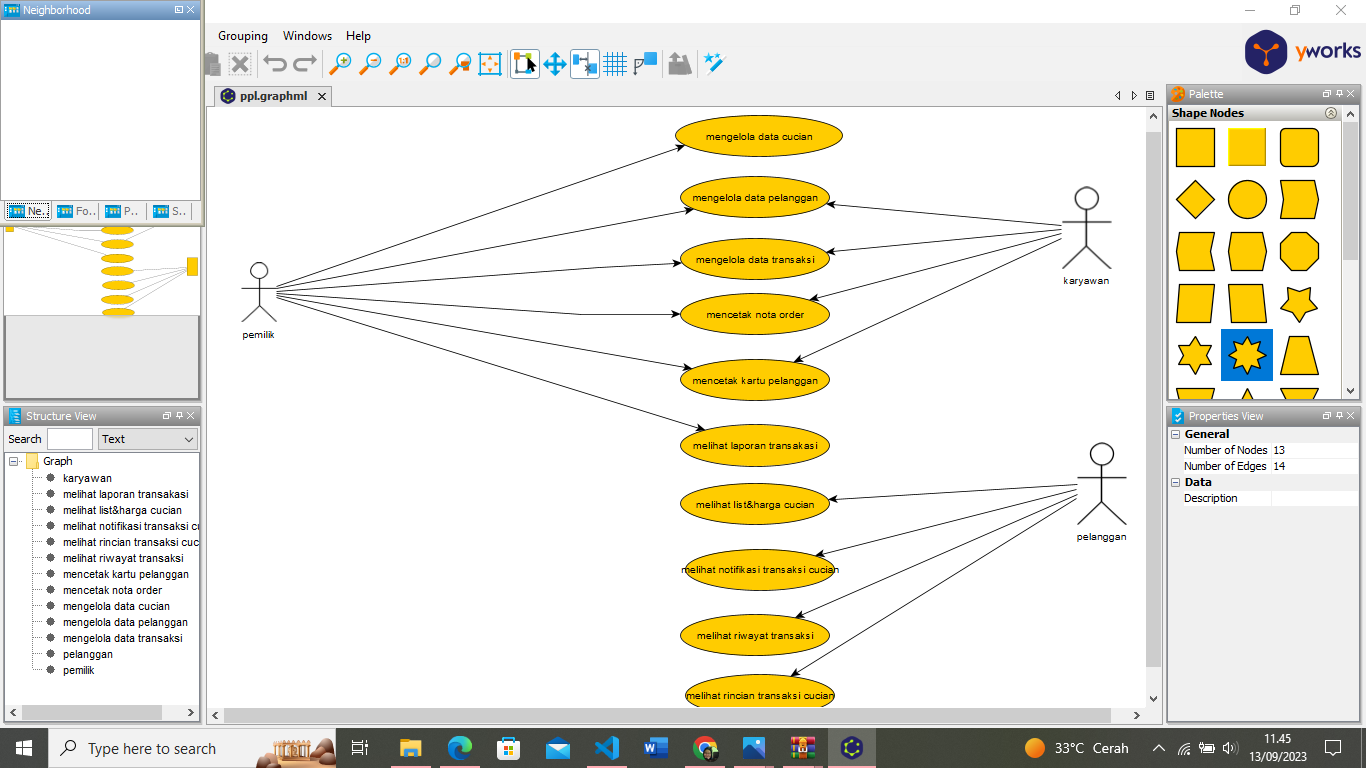 Neighborhood
Grouping Windows Help
yworks
ppl.graphml
Ne.. Fo.. P.. S..
Structure View
Search Text
Graph
karyawan
melihat laporan transakasi
melihat list&harga cucian
melihat notifikasi transaksi cu
melihat rincian transaksi cuc
melihat riwayat transaksi
mencetak kartu pelanggan
mencetak nota order
mengelola data cucian
mengelola data pelanggan
mengelola data transaksi
pelanggan
pemilik
mengelola data cucian
mengelola data pelanggan
mengelola data transaksi
mencetak nota order
mencetak kartu pelanggan
melihat laporan transakasi
melihat list&harga cucian
melihat notifikasi transaksi cucian
melihat riwayat transaksi
melihat rincian transaksi cucian
pemilik
karyawan
pelanggan
Palette
Shape Nodes
Properties View
General
Number of Nodes 13
Number of Edges 14
Data
Description
Type here to search
33°C Cerah
11.45
13/09/2023